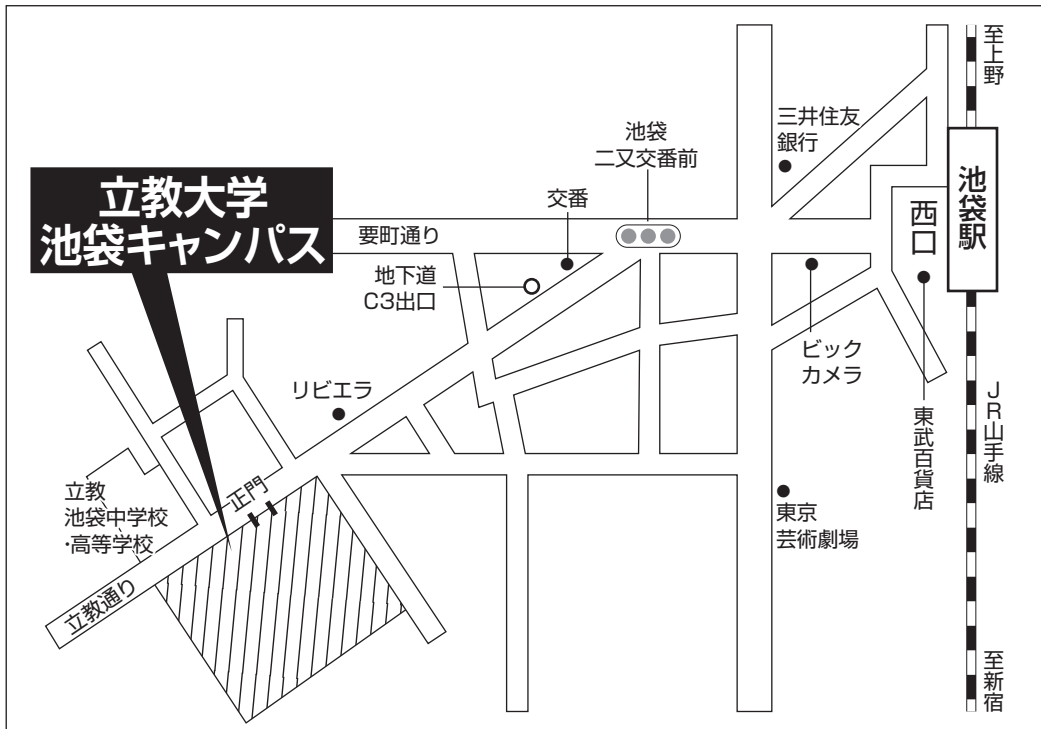 至上野
三井住友
銀行
池袋
二又交番前
池袋駅
立教大学
池袋キャンパス
交番
西口
要町通り
地下道
C3出口
ビック
カメラ
リビエラ
JR山手線
東武百貨店
正門
立教
池袋中学校
・高等学校
東京
芸術劇場
立教通り
至新宿